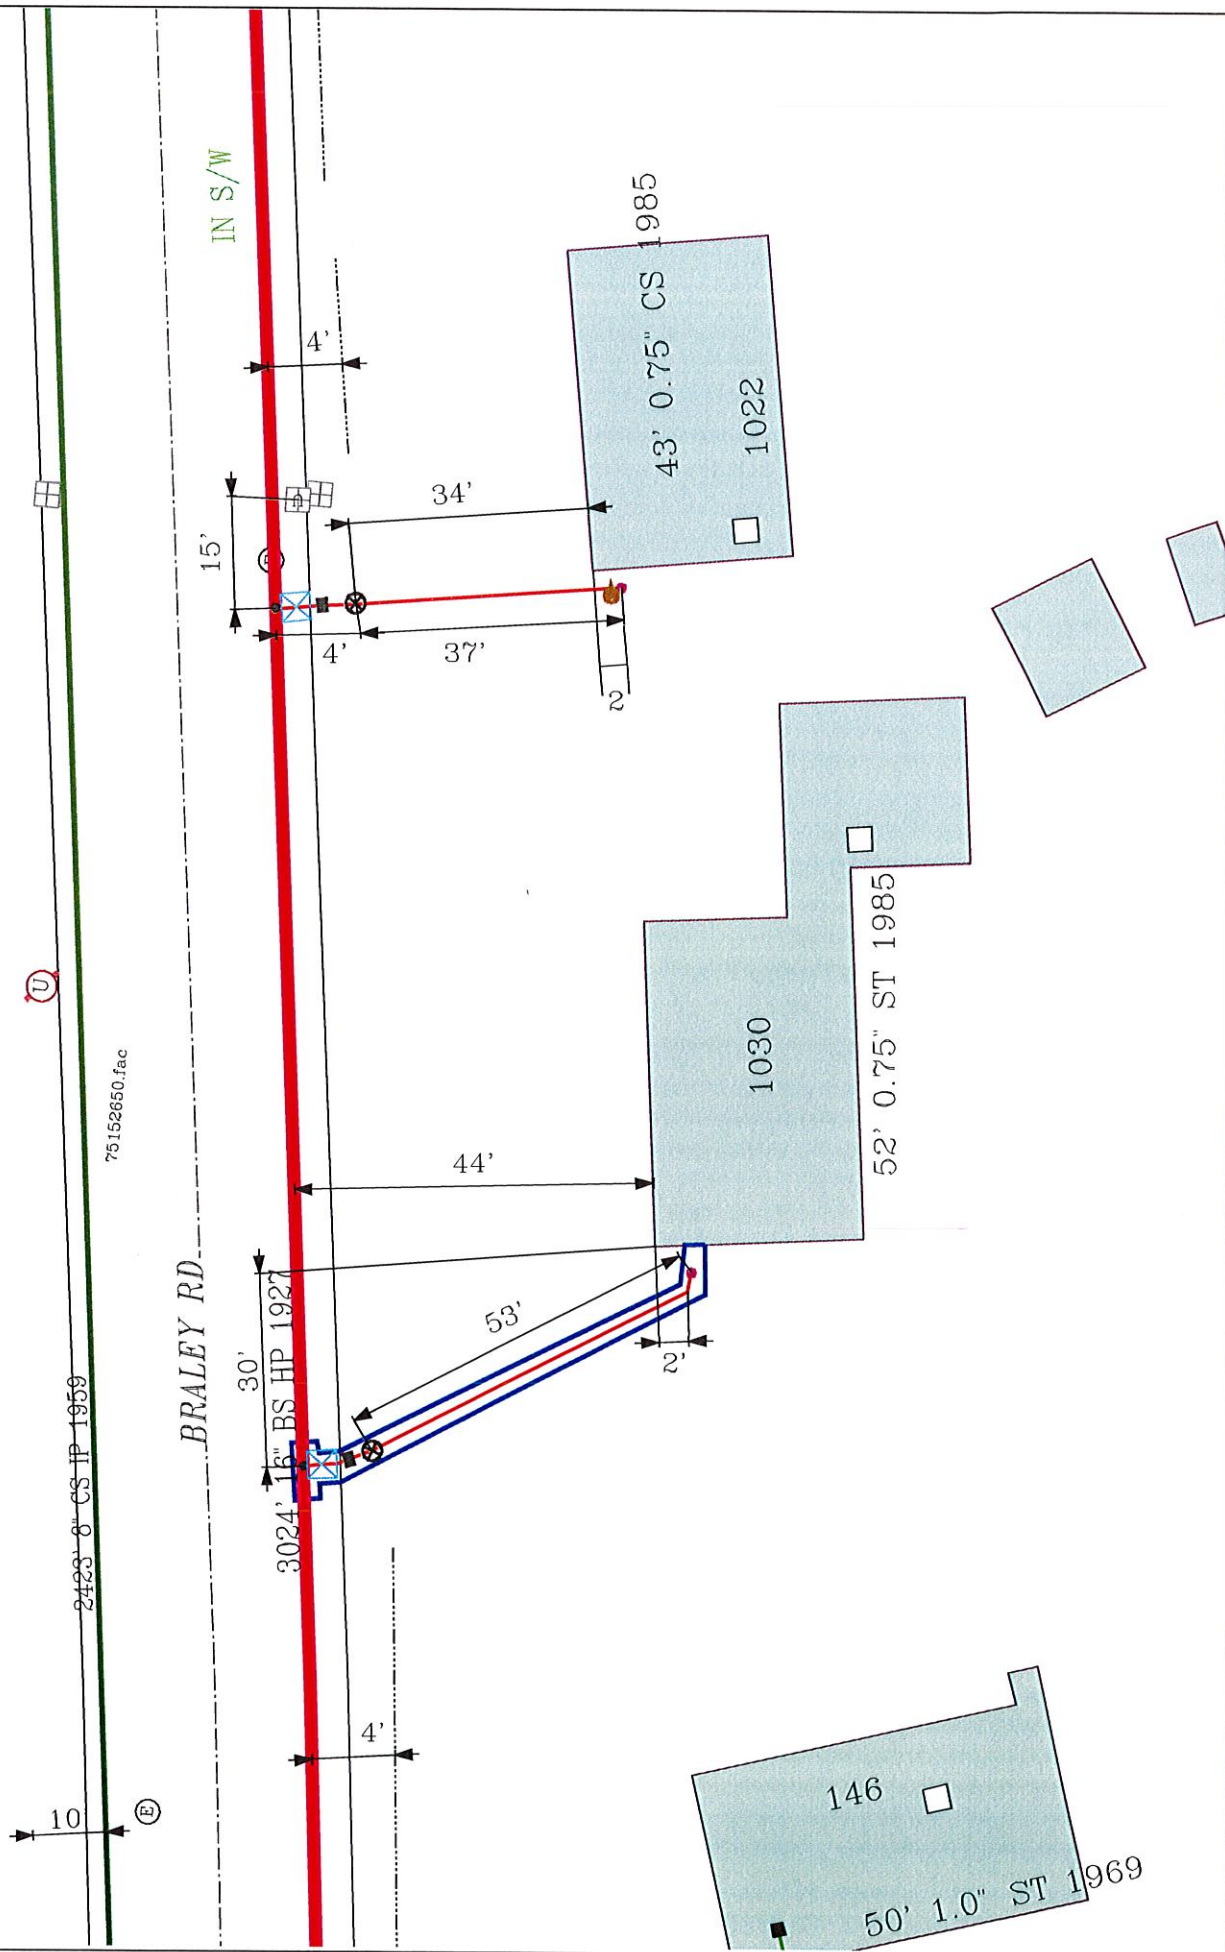 IN S/W
4'
15'
34'
43' 0.75" CS 1985
1022
4'
37'
2
U
75152650.fac
1030
52' 0.75" ST 1985
44'
BRALEY RD
30'
53'
2'
3024' 16" BS HP 1927
2423' 8" CS IP 1959
4'
10
E
146
50' 1.0" ST 1969